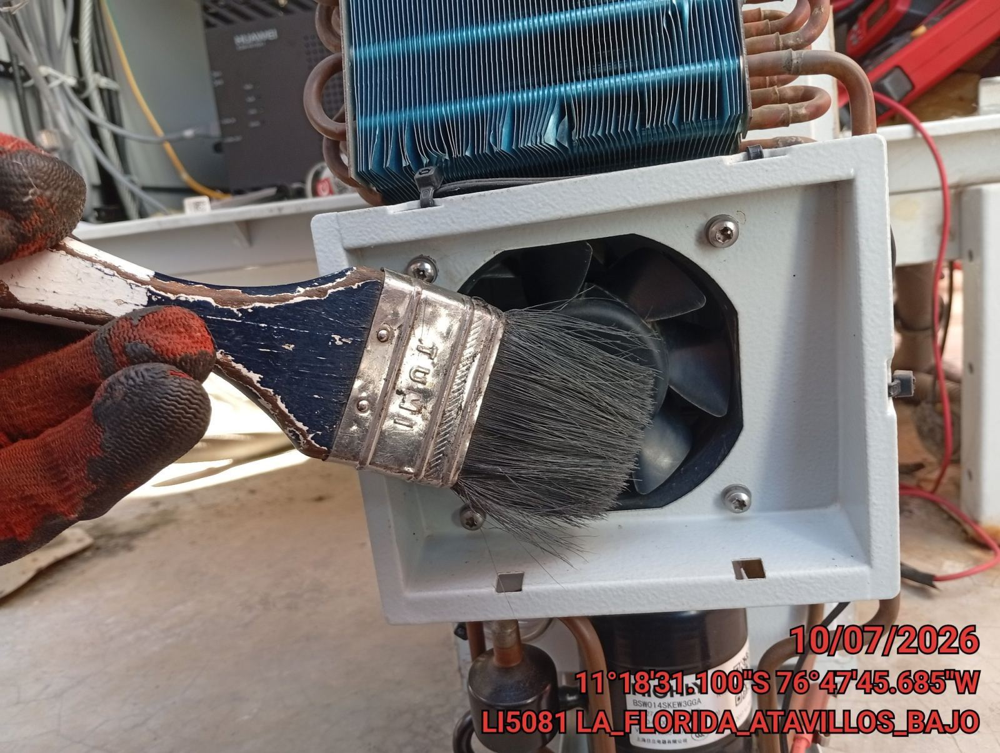 HUAWEI
TUMI
10/07/2026
11°18'31.100"S 76°47'45.685"W
BSW014SKEW3GGA
LI5081 LA_FLORIDA_ATAVILLOS_BAJO